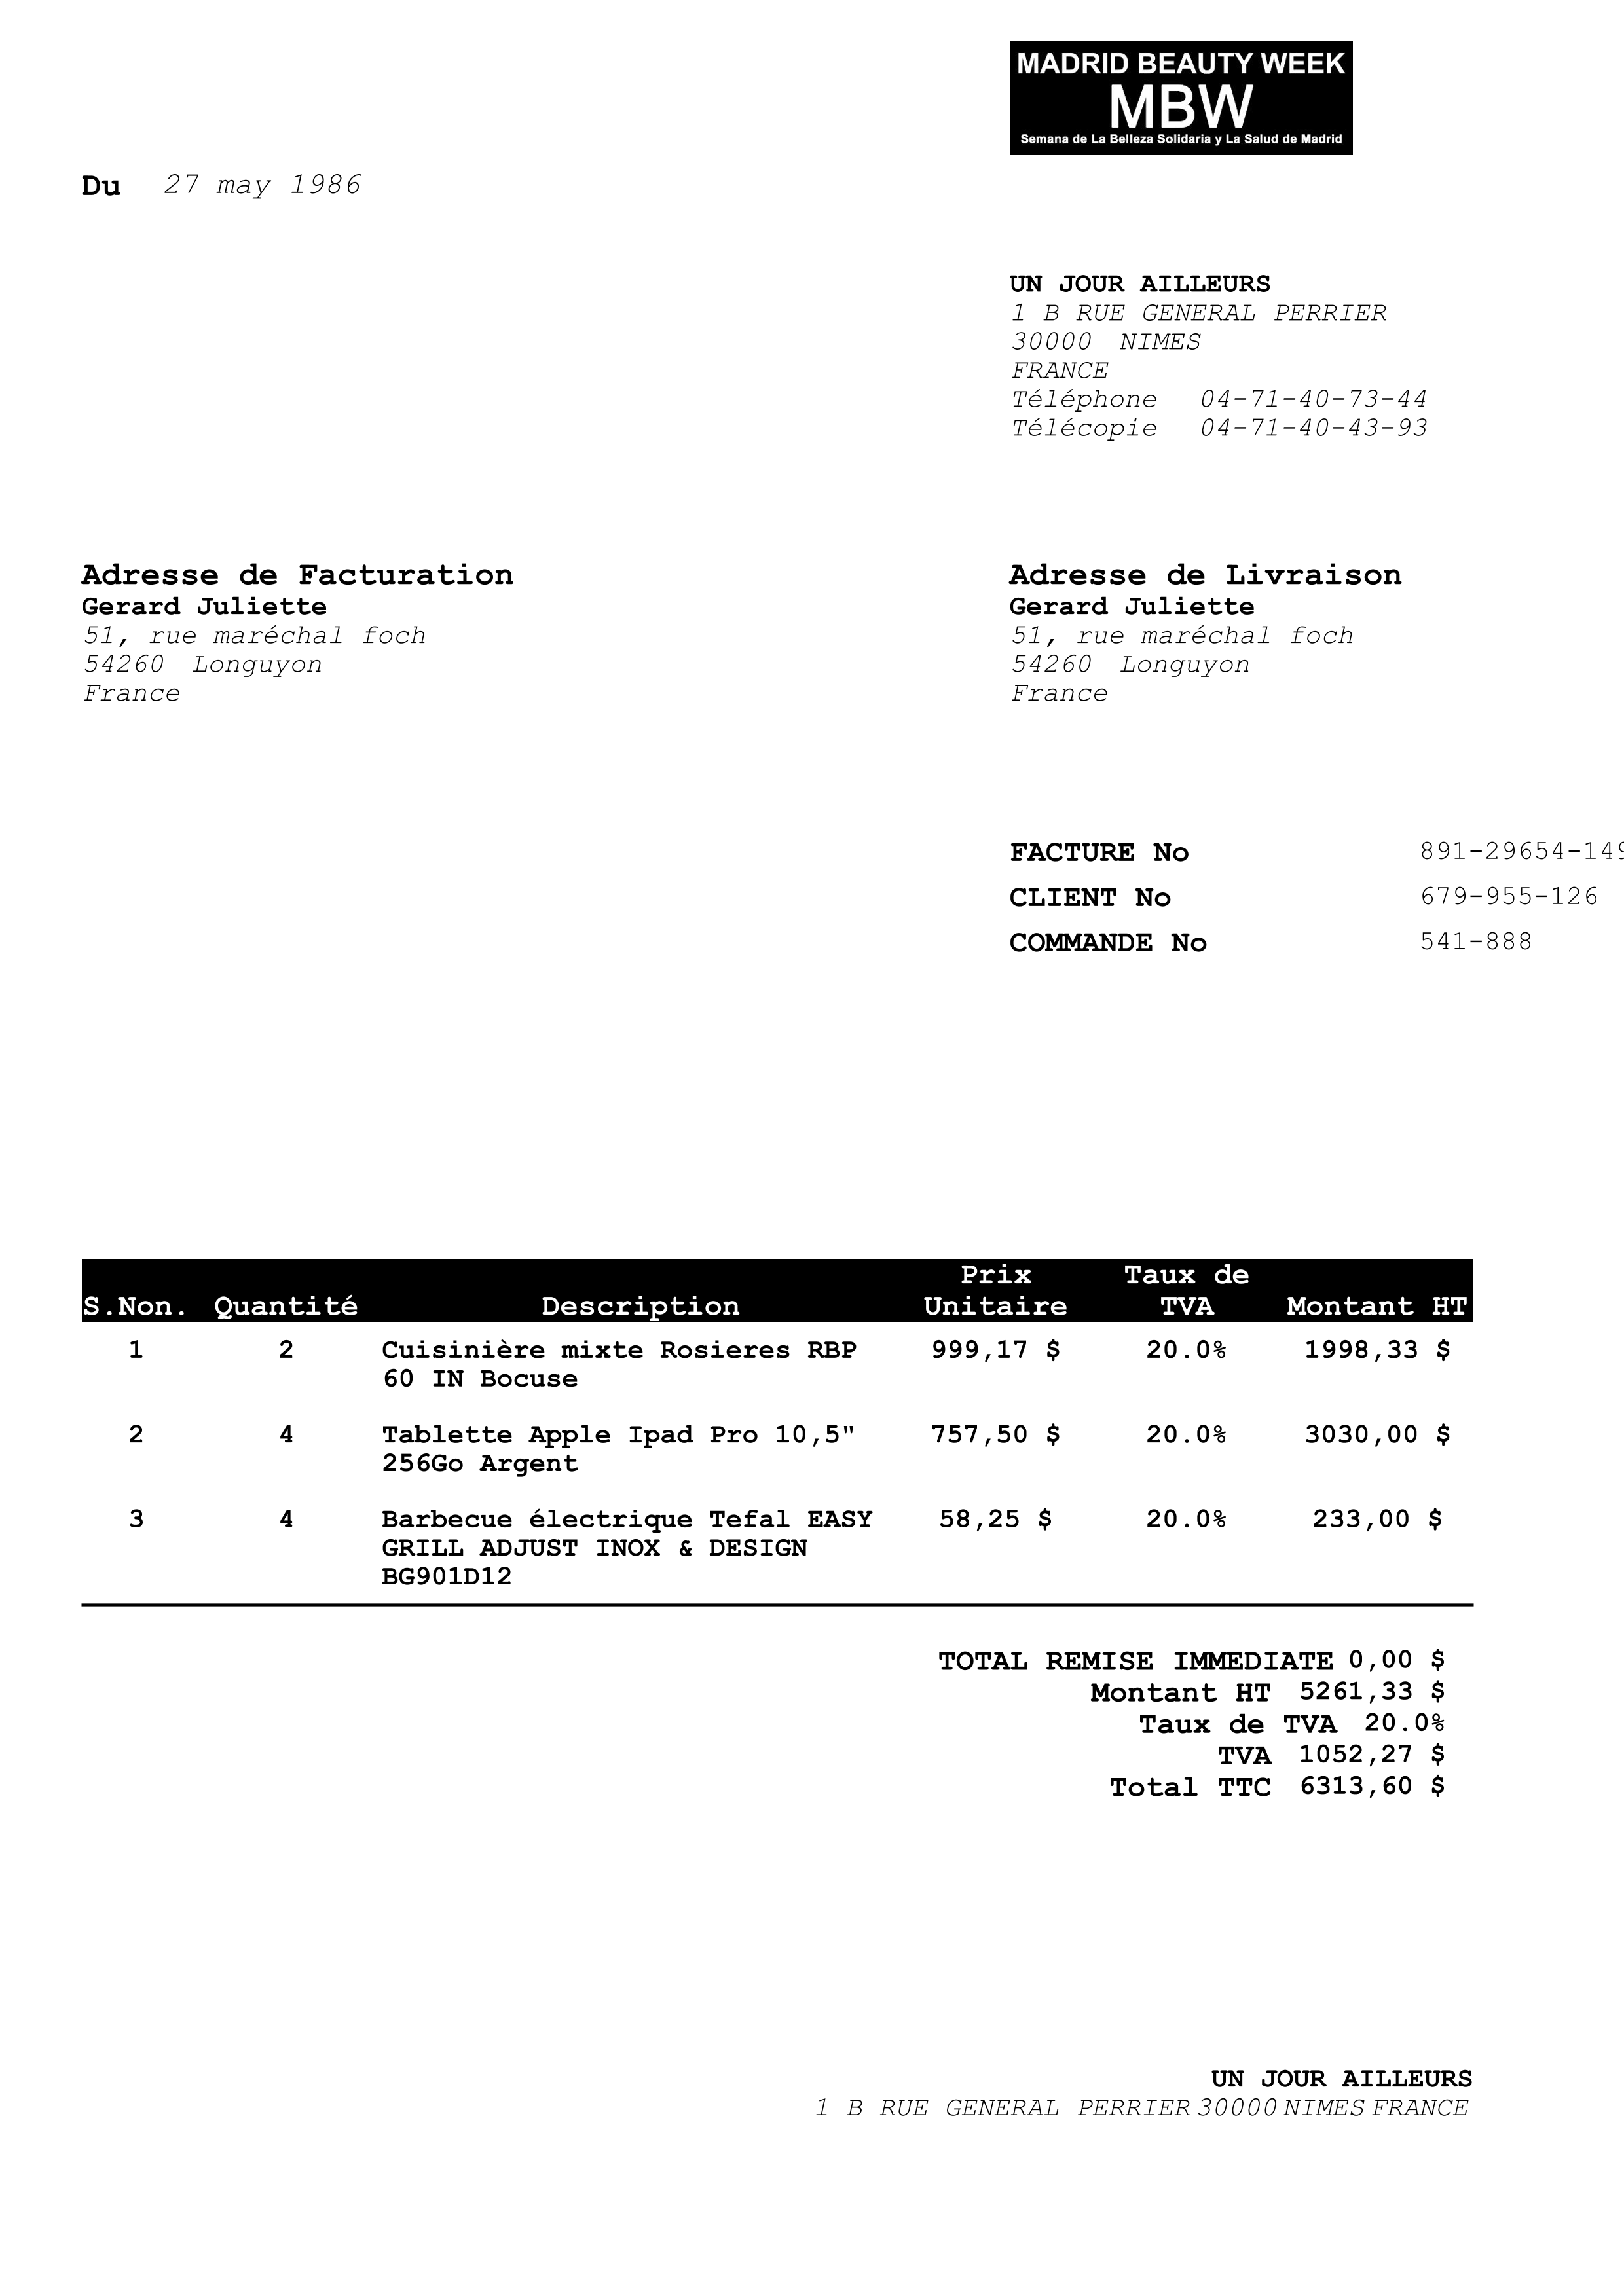 MADRID BEAUTY WEEK
MBW
Semana de La Belleza Solidaria y La Salud de Madrid
Du 27 may 1986
UN JOUR AILLEURS
1 B RUE GENERAL PERRIER
30000 NIMES
FRANCE
Téléphone 04-71-40-73-44
Télécopie 04-71-40-43-93
Adresse de Facturation
Gerard Juliette
51, rue maréchal foch
54260 Longuyon
France
Adresse de Livraison
Gerard Juliette
51, rue maréchal foch
54260 Longuyon
France
FACTURE No 891-29654-149
CLIENT No 679-955-126
COMMANDE No 541-888
S.Non. Quantité Description Prix Unitaire Taux de TVA Montant HT
1 2 Cuisinière mixte Rosieres RBP 999,17 $ 20.0% 1998,33 $
60 IN Bocuse
2 4 Tablette Apple Ipad Pro 10,5" 757,50 $ 20.0% 3030,00 $
256Go Argent
3 4 Barbecue électrique Tefal EASY 58,25 $ 20.0% 233,00 $
GRILL ADJUST INOX & DESIGN
BG901D12
TOTAL REMISE IMMEDIATE 0,00 $
Montant HT 5261,33 $
Taux de TVA 20.0%
TVA 1052,27 $
Total TTC 6313,60 $
UN JOUR AILLEURS
1 B RUE GENERAL PERRIER 30000 NIMES FRANCE